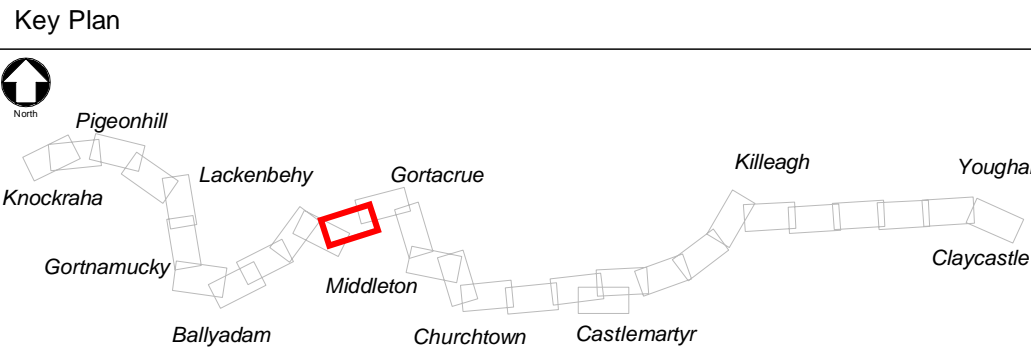 Key Plan
North
Pigeonhill
Killeagh
Lackenbehy
Gortacrue
Youghal
Knockraha
Claycastle
Gortnamucky
Middleton
Ballyadam
Churchtown
Castlemartyr